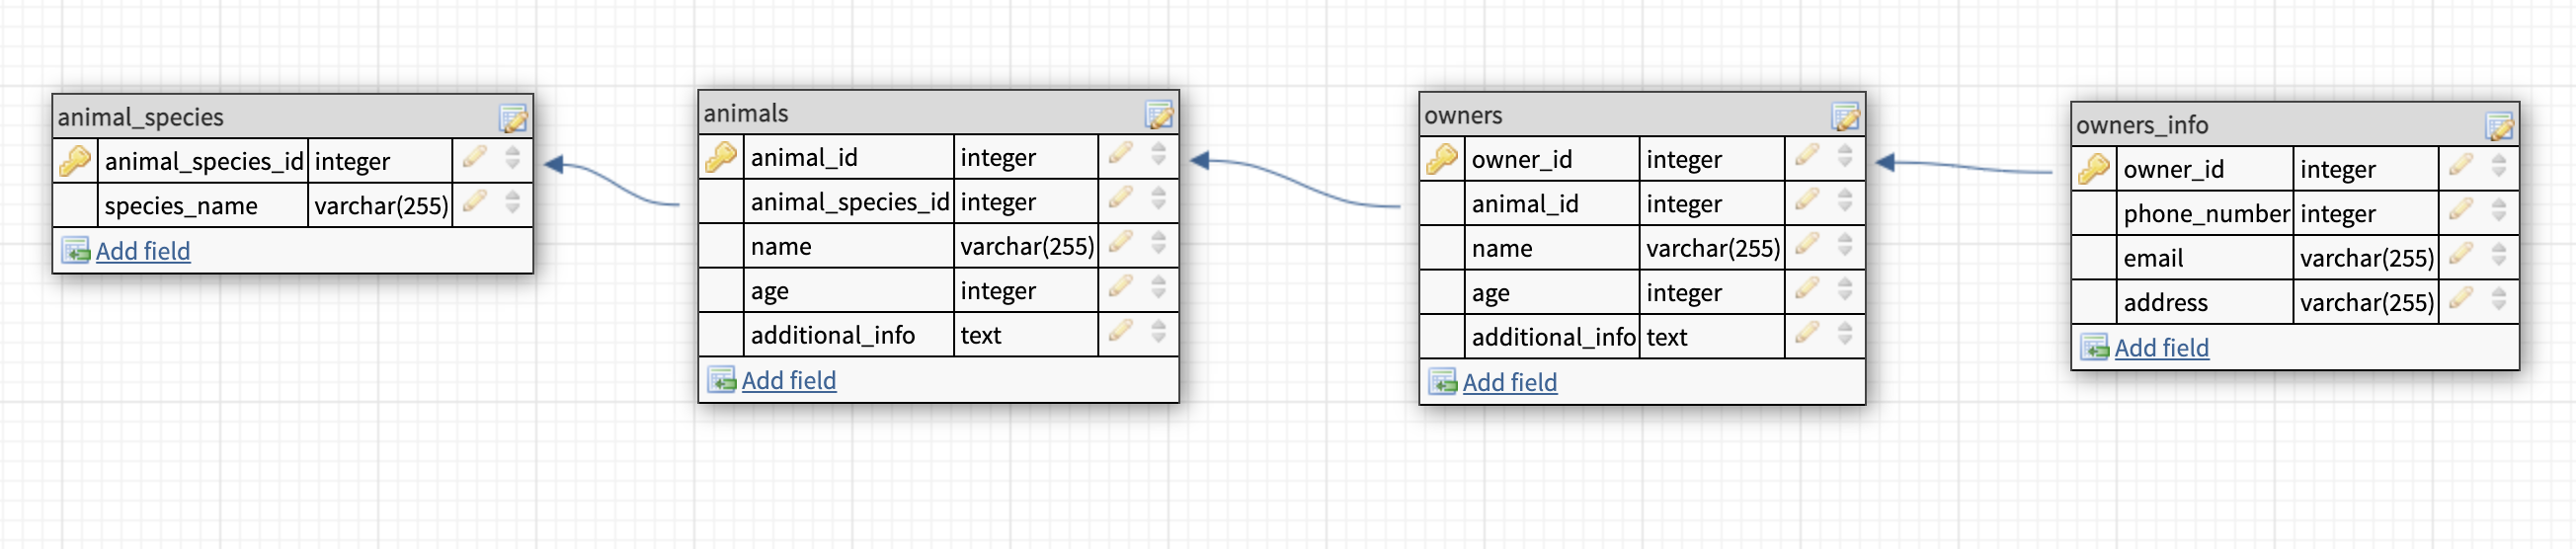 animal_species
animal_species_id integer
species_name varchar(255)
Add field
animals
animal_id integer
animal_species_id integer
name varchar(255)
age integer
additional_info text
Add field
owners
owner_id integer
animal_id integer
name varchar(255)
age integer
additional_info text
Add field
owners_info
owner_id integer
phone_number integer
email varchar(255)
address varchar(255)
Add field